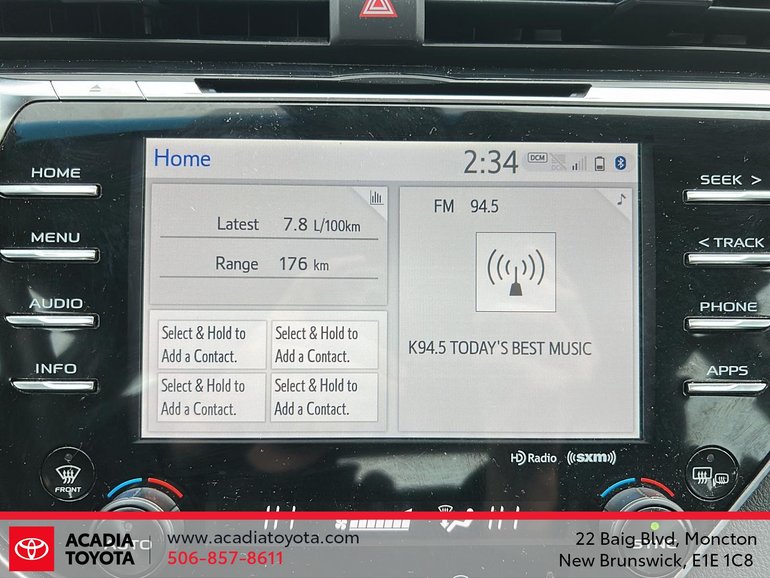 HOME
MENU
AUDIO
INFO
FRONT
Home
2:34
DCM
Latest 7.8 L/100km
Range 176 km
Select & Hold to
Add a Contact.
Select & Hold to
Add a Contact.
Select & Hold to
Add a Contact.
Select & Hold to
Add a Contact.
FM 94.5
K94.5 TODAY'S BEST MUSIC
HD Radio ((sxm))
SEEK >
< TRACK
PHONE
APPS
AUTO
SYNC
ACADIA
TOYOTA
www.acadiatoyota.com
506-857-8611
22 Baig Blvd, Moncton
New Brunswick, E1E 1C8